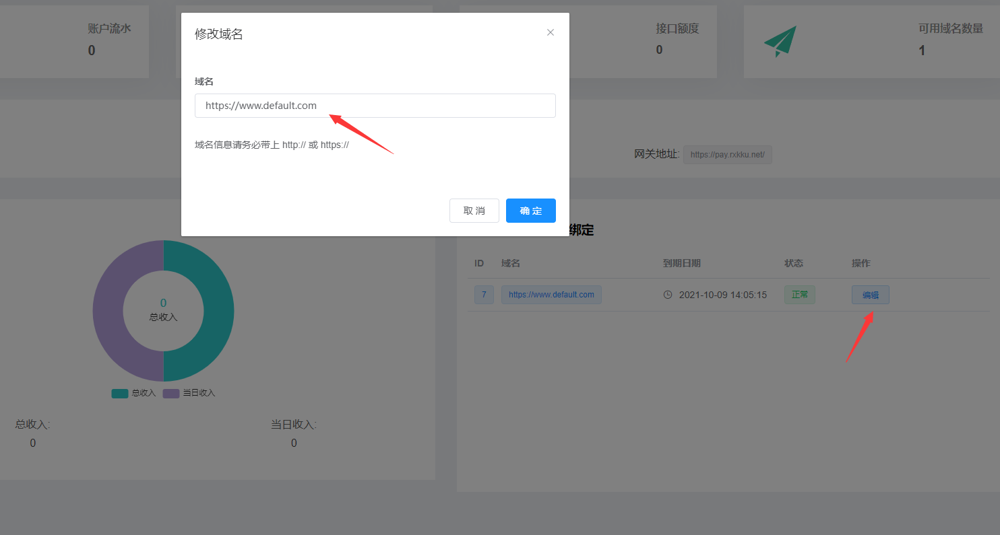 账户流水
0
接口额度
0
可用域名数量
1
修改域名
域名
https://www.default.com
域名信息请务必带上 http:// 或 https://
取 消
确 定
网关地址:
https://pay.rxkku.net/
绑定
ID
域名
到期日期
状态
操作
7
https://www.default.com
2021-10-09 14:05:15
正常
编辑
0
总收入
总收入
当日收入
总收入:
0
当日收入:
0